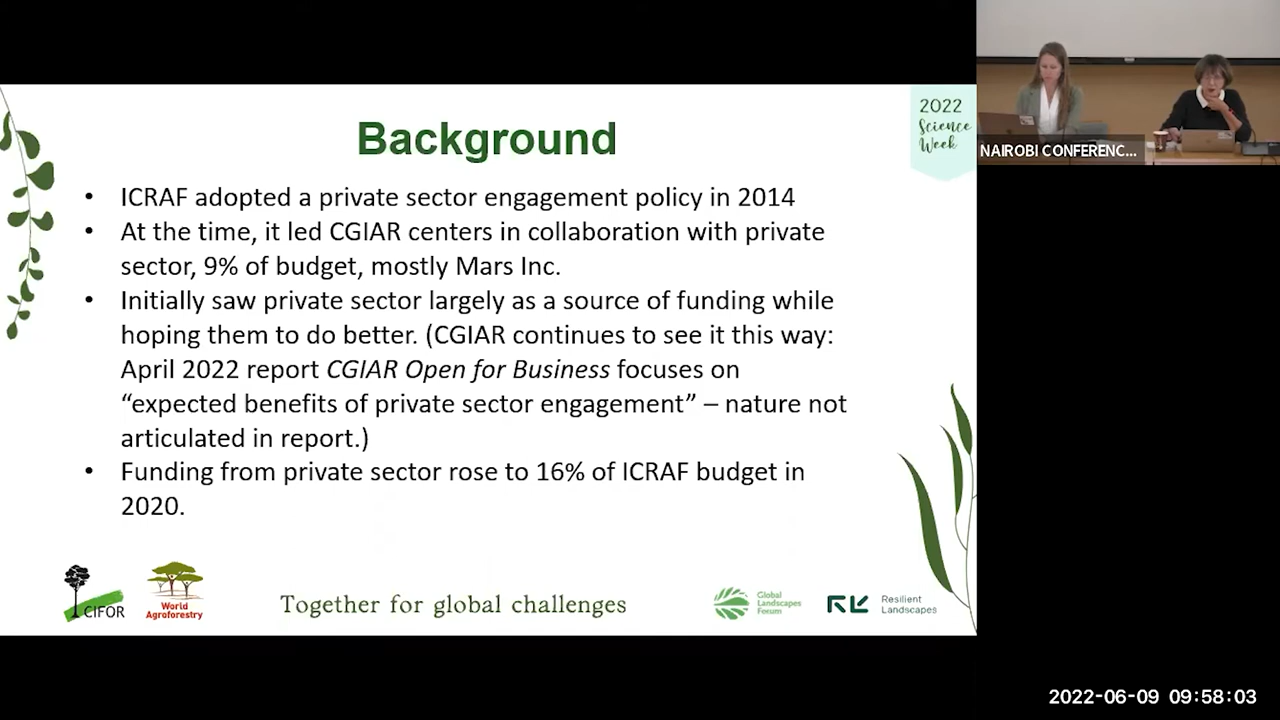 Background
2022
Science
Week
NAIROBI CONFERENC...
• ICRAF adopted a private sector engagement policy in 2014
• At the time, it led CGIAR centers in collaboration with private
sector, 9% of budget, mostly Mars Inc.
• Initially saw private sector largely as a source of funding while
hoping them to do better. (CGIAR continues to see it this way:
April 2022 report CGIAR Open for Business focuses on
“expected benefits of private sector engagement” – nature not
articulated in report.)
• Funding from private sector rose to 16% of ICRAF budget in
2020.
CIFOR
World
Agroforestry
Together for global challenges
Global
Landscapes
Forum
Resilient
Landscapes
2022-06-09 09:58:03